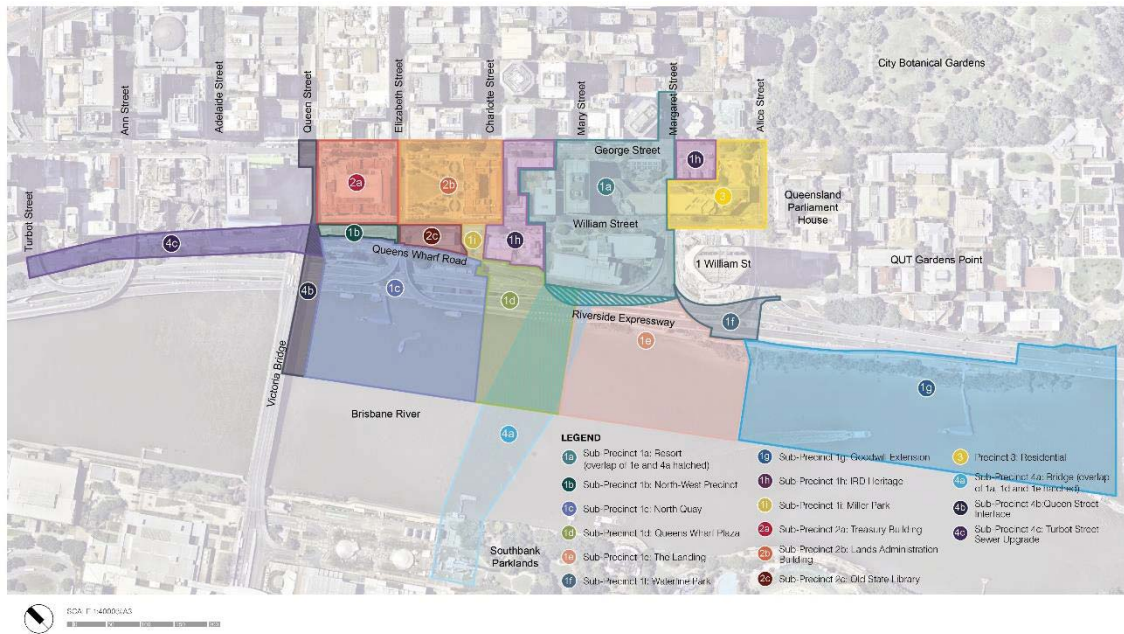 City Botanical Gardens
Ann Street
Adelaide Street
Queen Street
Elizabeth Street
Charlotte Street
Mary Street
Margaret Street
Alice Street
George Street
1h
2a
2b
1a
3
Queensland
Parliament
House
William Street
Turbot Street
4c
1b
2c
1i
1h
Queens Wharf Road
1 William St
QUT Gardens Point
4b
1c
1d
Riverside Expressway
1f
1e
Victoria Bridge
1g
Brisbane River
4a
Southbank
Parklands
LEGEND
1a Sub-Precinct 1a: Resort
(overlap of 1e and 4a hatched)
1b Sub-Precinct 1b: North-West Precinct
1c Sub-Precinct 1c: North Quay
1d Sub-Precinct 1d: Queens Wharf Plaza
1e Sub-Precinct 1e: The Landing
1f Sub-Precinct 1f: Waterline Park
1g Sub-Precinct 1g: Goodwill Extension
1h Sub-Precinct 1h: IRD Heritage
1i Sub-Precinct 1i: Miller Park
2a Sub-Precinct 2a: Treasury Building
2b Sub-Precinct 2b: Lands Administration
Building
2c Sub-Precinct 2c: Old State Library
3 Precinct 3: Residential
4a Sub-Precinct 4a: Bridge (overlap
of 1a, 1d and 1e hatched)
4b Sub-Precinct 4b:Queen Street
Interface
4c Sub-Precinct 4c: Turbot Street
Sewer Upgrade
SCALE 1:4000@A3